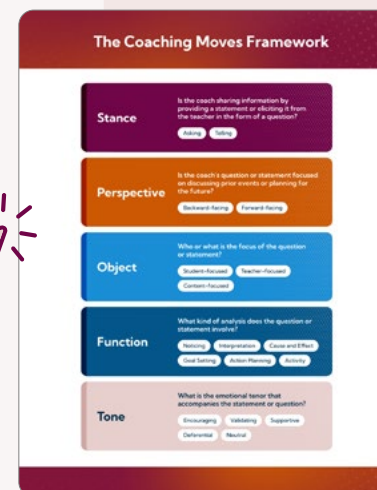 The Coaching Moves Framework
Stance
Is the coach sharing information by
providing a statement or eliciting it from
the teacher in the form of a question?
Asking Telling
Perspective
Is the coach's question or statement focused
on discussing prior events or planning for
the future?
Backward-facing Forward-facing
Object
Who or what is the focus of the question
or statement?
Student-focused Teacher-focused
Content-focused
Function
What kind of analysis does the question or
statement involve?
Noticing Interpretation Cause and Effect
Goal Setting Action Planning Activity
Tone
What is the emotional tenor that
accompanies the statement or question?
Encouraging Validating Supportive
Deferential Neutral